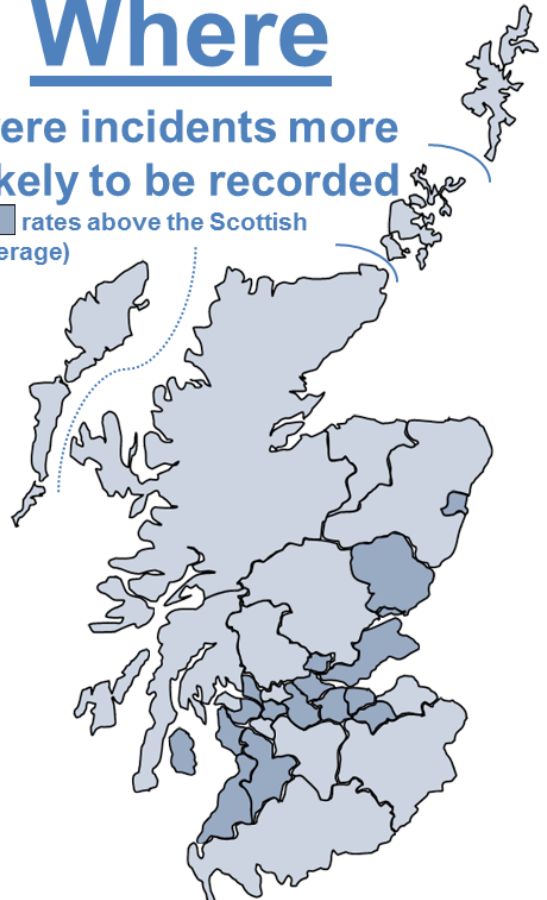 Where
ere incidents more
kely to be recorded
rates above the Scottish
erage)